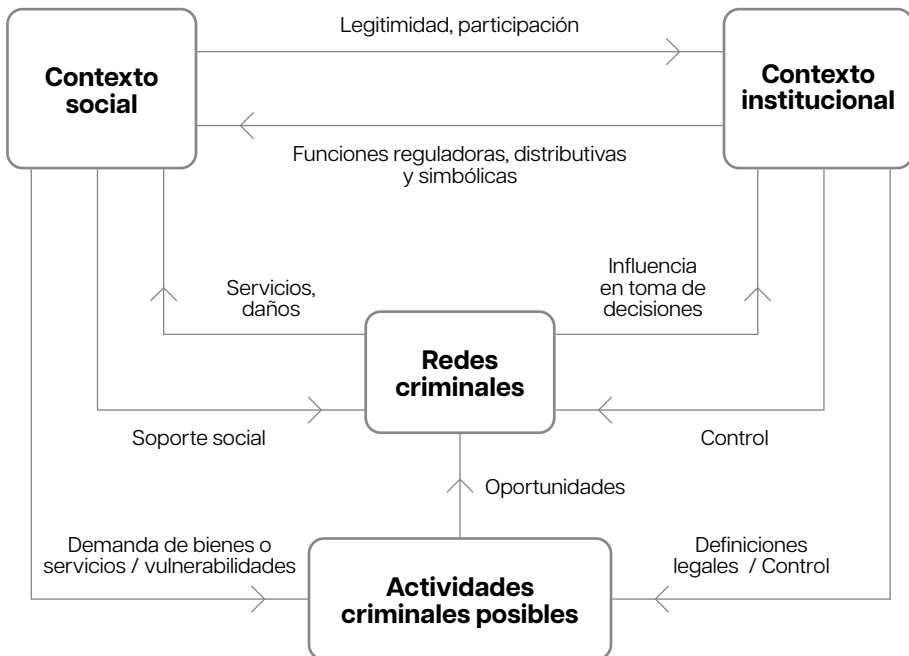 Legitimidad, participación
Contexto
social
Contexto
institucional
Funciones reguladoras, distributivas
y simbólicas
Servicios,
daños
Influencia
en toma de
decisiones
Redes
criminales
Soporte social
Control
Oportunidades
Demanda de bienes o
servicios / vulnerabilidades
Definiciones
legales / Control
Actividades
criminales posibles